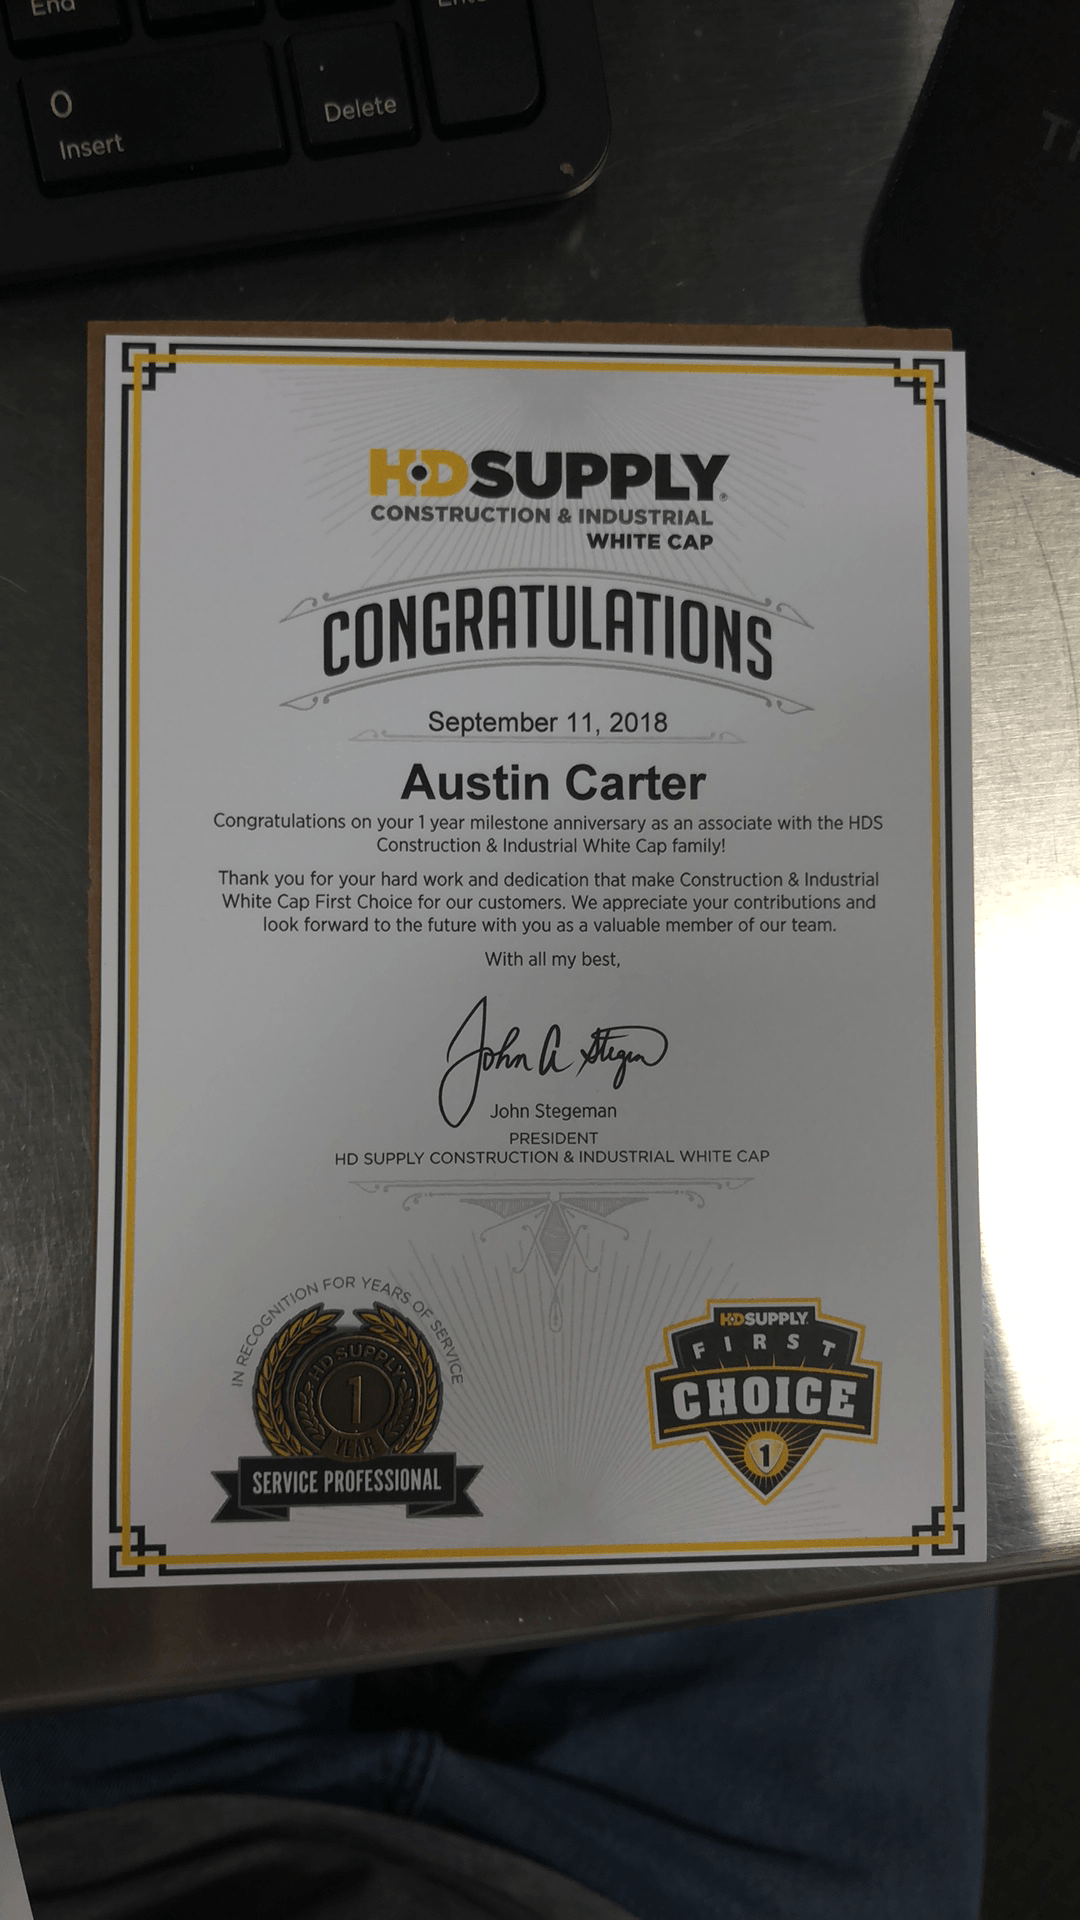 End
Ente
0
Insert
.
Delete
HDSUPPLY®
CONSTRUCTION & INDUSTRIAL
WHITE CAP
CONGRATULATIONS
September 11, 2018
Austin Carter
Congratulations on your 1 year milestone anniversary as an associate with the HDS
Construction & Industrial White Cap family!
Thank you for your hard work and dedication that make Construction & Industrial
White Cap First Choice for our customers. We appreciate your contributions and
look forward to the future with you as a valuable member of our team.
With all my best,
John A Stegman
John Stegeman
PRESIDENT
HD SUPPLY CONSTRUCTION & INDUSTRIAL WHITE CAP
IN RECOGNITION FOR YEARS OF SERVICE
HD SUPPLY
1
YEAR
SERVICE PROFESSIONAL
HDSUPPLY
FIRST
CHOICE
1